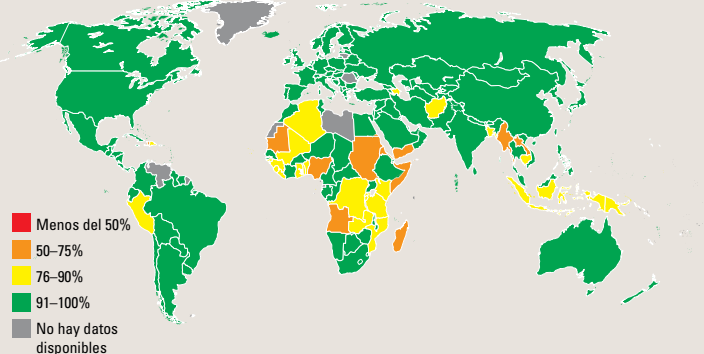 Menos del 50%
50–75%
76–90%
91–100%
No hay datos
disponibles